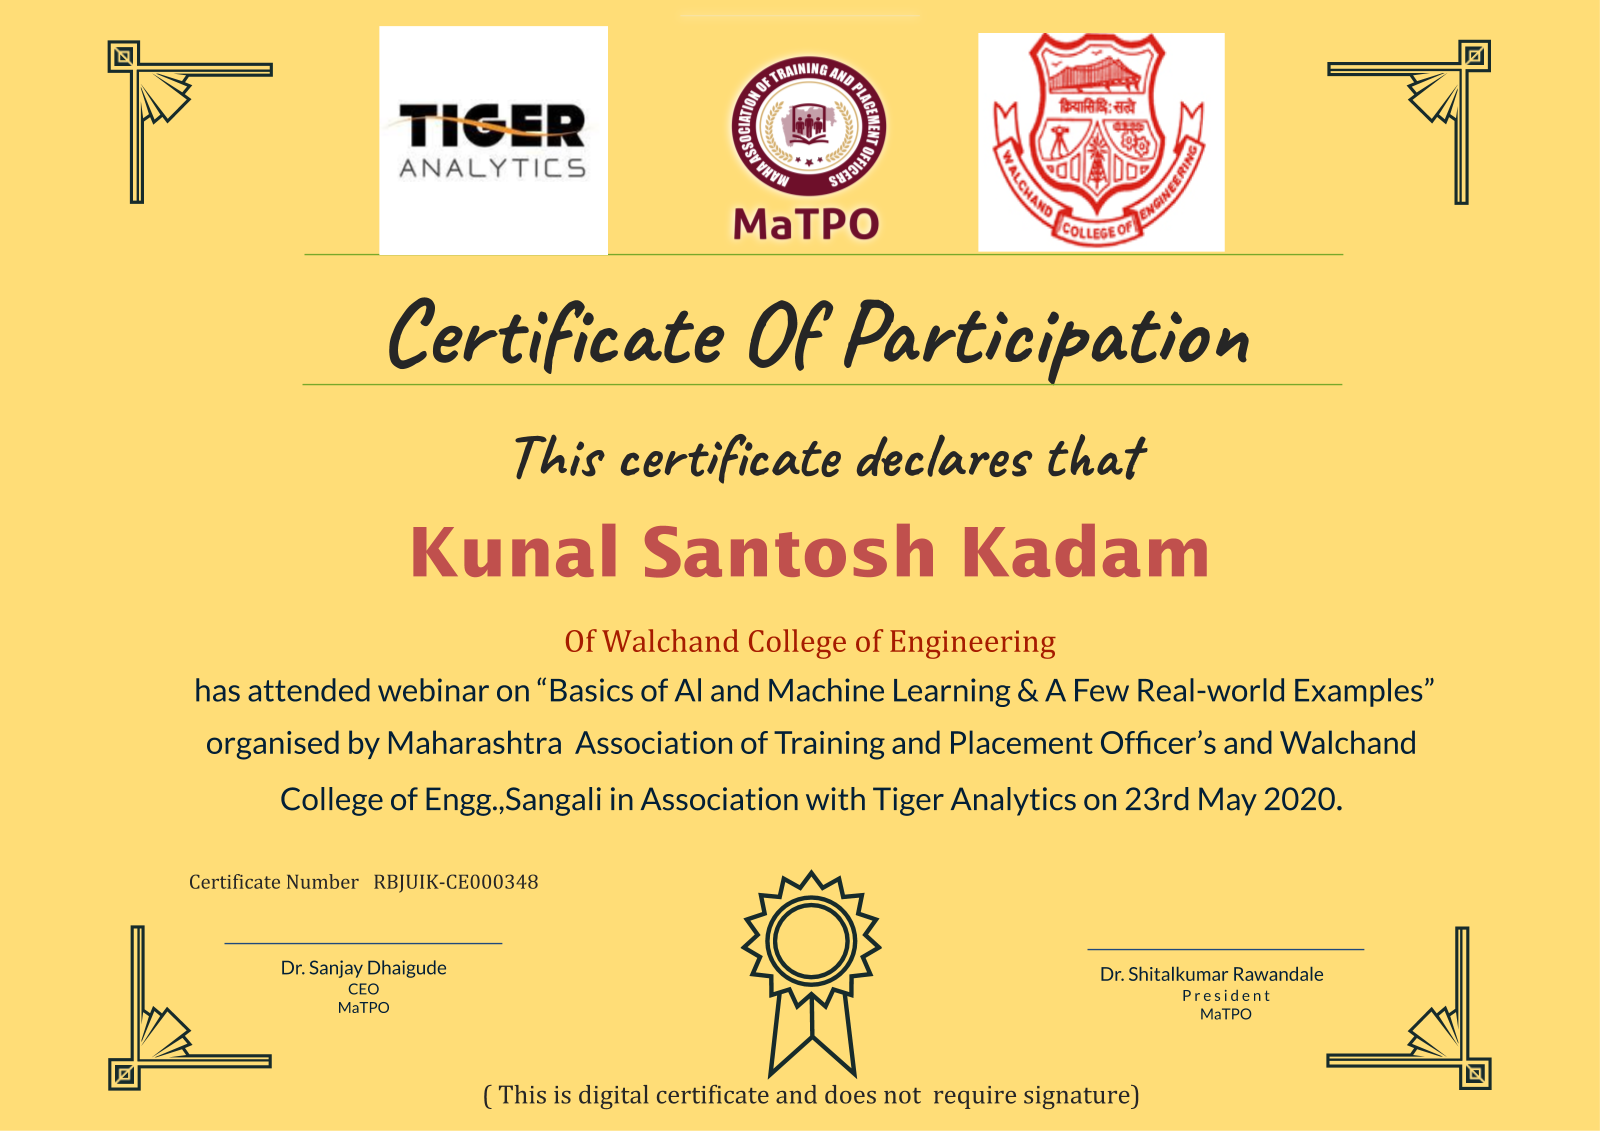 TIGER
ANALYTICS
MAHA ASSOCIATION OF TRAINING AND PLACEMENT OFFICERS
MaTPO
क्रियासिद्धि: सत्वे
WALCHAND COLLEGE OF ENGINEERING
Certificate Of Participation
This certificate declares that
Kunal Santosh Kadam
Of Walchand College of Engineering
has attended webinar on “Basics of Al and Machine Learning & A Few Real-world Examples”
organised by Maharashtra Association of Training and Placement Officer’s and Walchand
College of Engg.,Sangali in Association with Tiger Analytics on 23rd May 2020.
Certificate Number RBJUIK-CE000348
Dr. Sanjay Dhaigude
CEO
MaTPO
Dr. Shitalkumar Rawandale
President
MaTPO
( This is digital certificate and does not require signature)